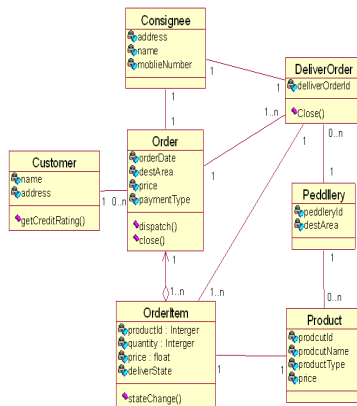 Consignee
address
name
moblieNumber
1
1
1
1
DeliverOrder
delliverOrderId
Close()
1..n
1
0..n
Order
orderDate
destArea
price
paymentType
dispatch()
close()
1
1
Customer
name
address
getCreditRating()
1
0..n
Peddllery
peddleryId
destArea
1
0..n
1..n
1..n
OrderItem
productId : Interger
quantity : Interger
price : float
deliverState
stateChange()
1
1
Product
prodcutId
prodcutName
productType
price